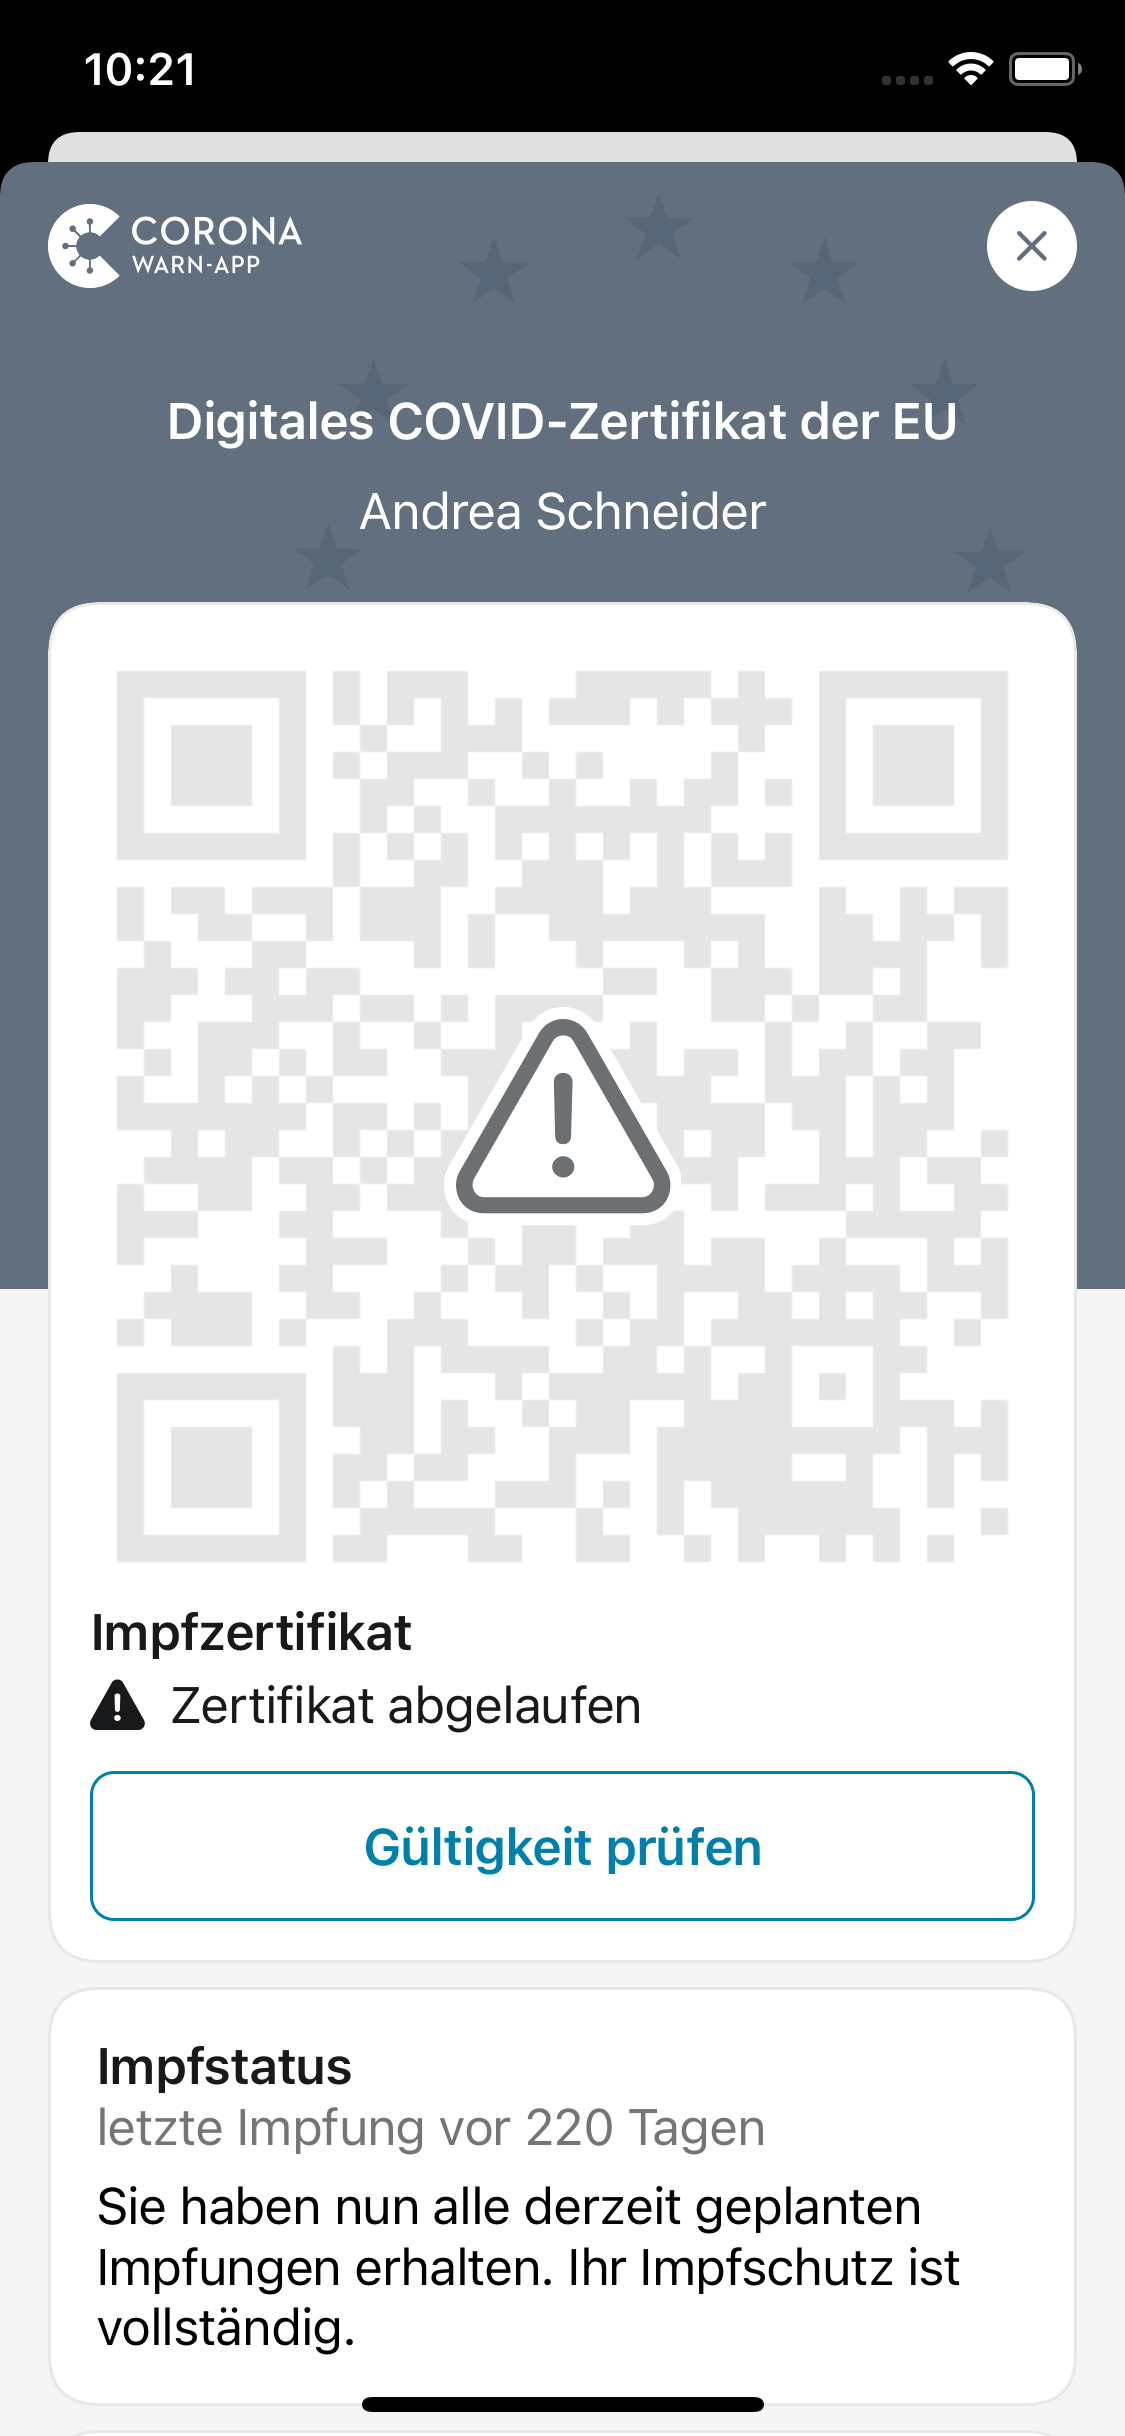 10:21
CORONA
WARN-APP
Digitales COVID-Zertifikat der EU
Andrea Schneider
Impfzertifikat
Zertifikat abgelaufen
Gültigkeit prüfen
Impfstatus
letzte Impfung vor 220 Tagen
Sie haben nun alle derzeit geplanten
Impfungen erhalten. Ihr Impfschutz ist
vollständig.